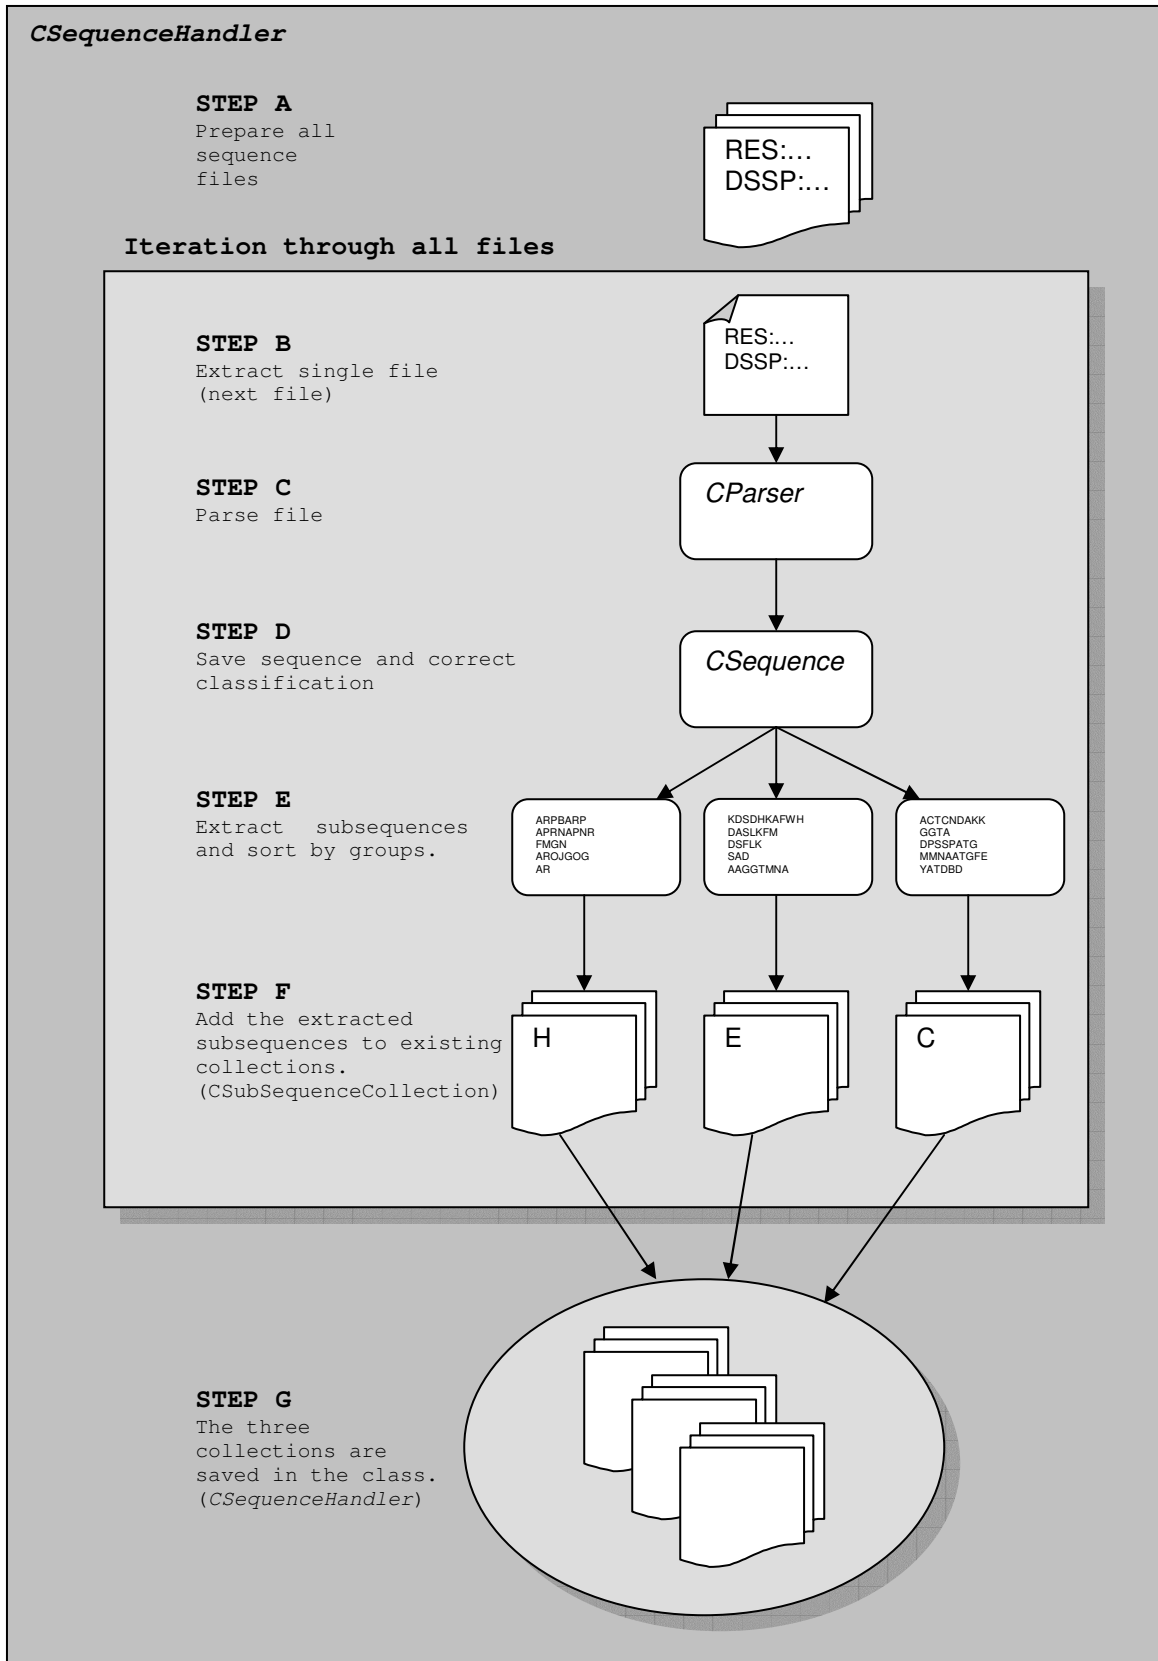 CSequenceHandler
STEP A
Prepare all
sequence
files
RES:…
DSSP:…
Iteration through all files
STEP B
Extract single file
(next file)
RES:…
DSSP:…
STEP C
Parse file
CParser
STEP D
Save sequence and correct
classification
CSequence
STEP E
Extract subsequences
and sort by groups.
ARPBARP
APRNAPNR
FMGN
AROJGOG
AR
KDSDHKAFWH
DASLKFM
DSFLK
SAD
AAGGTMNA
ACTCNDAKK
GGTA
DPSSPATG
MMNAATGFE
YATDBD
STEP F
Add the extracted
subsequences to existing
collections.
(CSubSequenceCollection)
H
E
C
STEP G
The three
collections are
saved in the class.
(CSequenceHandler)